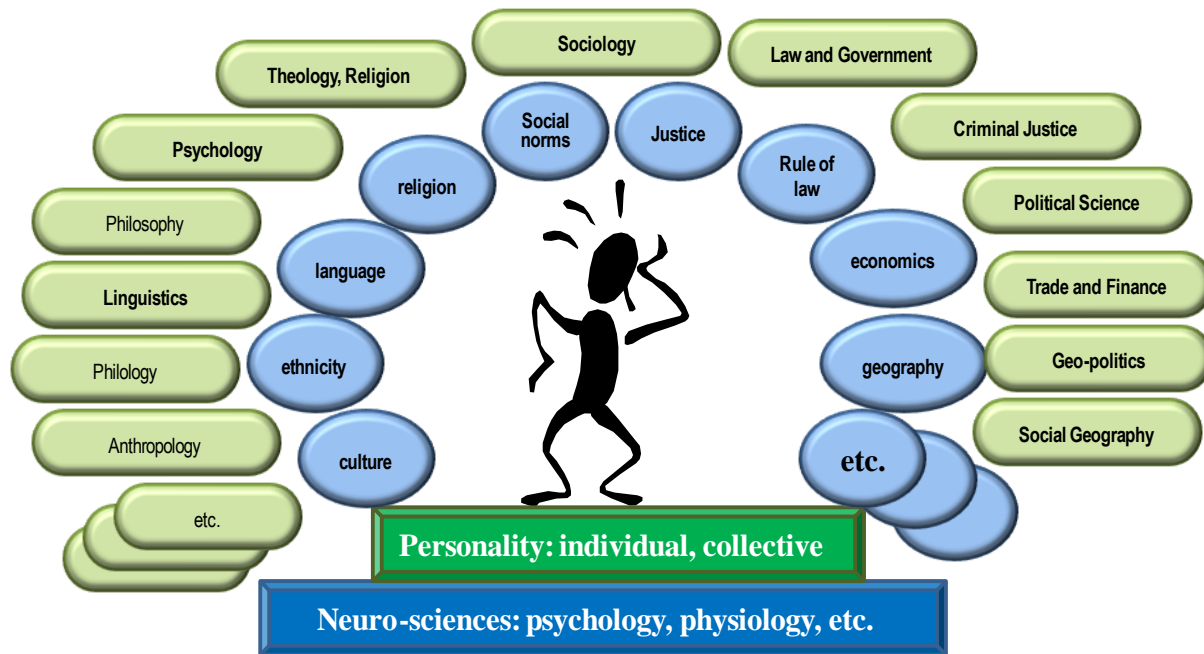 Sociology
Law and Government
Theology, Religion
Criminal Justice
Psychology
Political Science
Philosophy
Linguistics
Trade and Finance
Philology
Geo-politics
Anthropology
Social Geography
etc.
Social
norms
Justice
religion
Rule of
law
language
economics
ethnicity
geography
culture
etc.
Personality: individual, collective
Neuro-sciences: psychology, physiology, etc.